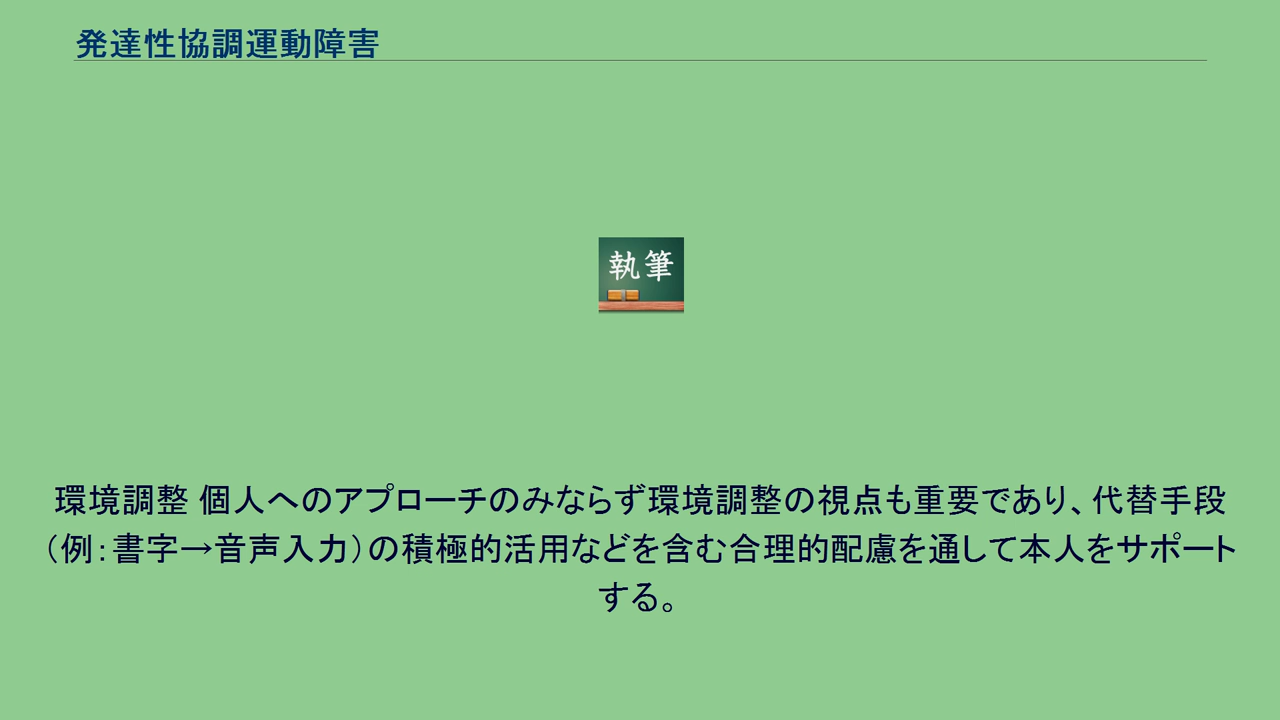 発達性協調運動障害
執筆
環境調整 個人へのアプローチのみならず環境調整の視点も重要であり、代替手段
（例：書字→音声入力）の積極的活用などを含む合理的配慮を通して本人をサポート
する。